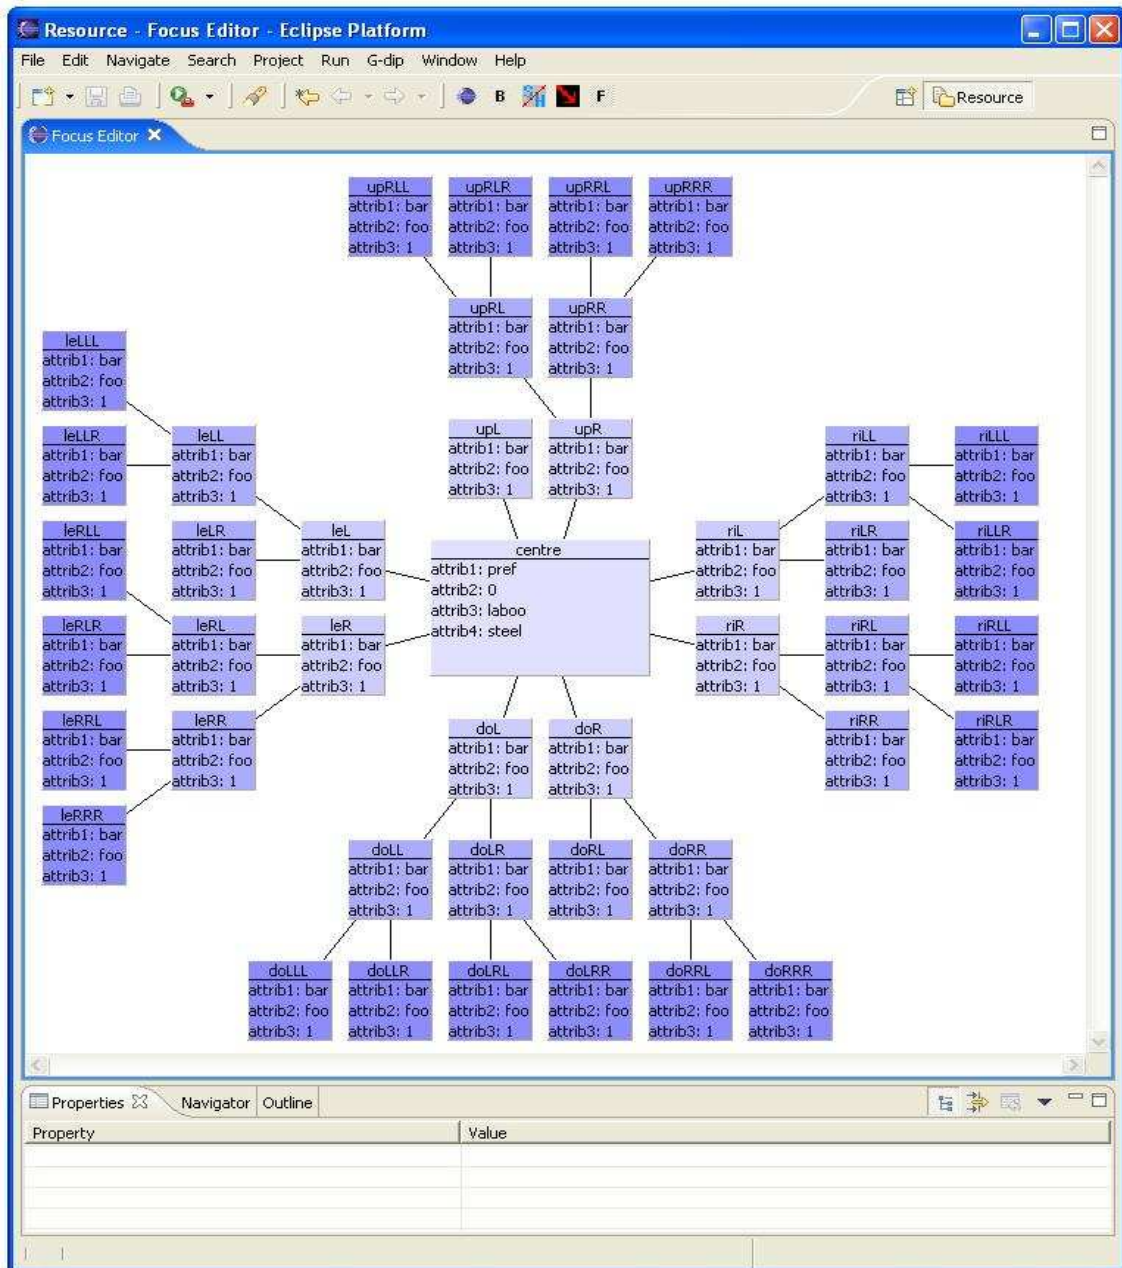 Resource - Focus Editor - Eclipse Platform
File Edit Navigate Search Project Run G-dip Window Help
B F Resource
Focus Editor
upRLL upRLR upRRL upRRR
attrib1: bar attrib1: bar attrib1: bar attrib1: bar
attrib2: foo attrib2: foo attrib2: foo attrib2: foo
attrib3: 1 attrib3: 1 attrib3: 1 attrib3: 1
upRL upRR
attrib1: bar attrib1: bar
attrib2: foo attrib2: foo
attrib3: 1 attrib3: 1
leLLL
attrib1: bar
attrib2: foo
attrib3: 1
upL upR
attrib1: bar attrib1: bar
attrib2: foo attrib2: foo
attrib3: 1 attrib3: 1
leLLR leLL riLL riLLL
attrib1: bar attrib1: bar attrib1: bar attrib1: bar
attrib2: foo attrib2: foo attrib2: foo attrib2: foo
attrib3: 1 attrib3: 1 attrib3: 1 attrib3: 1
leRLL leLR leL riL riLR riLLR
attrib1: bar attrib1: bar attrib1: bar attrib1: bar attrib1: bar attrib1: bar
attrib2: foo attrib2: foo attrib2: foo attrib2: foo attrib2: foo attrib2: foo
attrib3: 1 attrib3: 1 attrib3: 1 attrib3: 1 attrib3: 1 attrib3: 1
centre
attrib1: pref
attrib2: 0
attrib3: laboo
attrib4: steel
leRLR leRL leR riR riRL riRLL
attrib1: bar attrib1: bar attrib1: bar attrib1: bar attrib1: bar attrib1: bar
attrib2: foo attrib2: foo attrib2: foo attrib2: foo attrib2: foo attrib2: foo
attrib3: 1 attrib3: 1 attrib3: 1 attrib3: 1 attrib3: 1 attrib3: 1
leRRL leRR riRR riRLR
attrib1: bar attrib1: bar attrib1: bar attrib1: bar
attrib2: foo attrib2: foo attrib2: foo attrib2: foo
attrib3: 1 attrib3: 1 attrib3: 1 attrib3: 1
doL doR
attrib1: bar attrib1: bar
attrib2: foo attrib2: foo
attrib3: 1 attrib3: 1
leRRR
attrib1: bar
attrib2: foo
attrib3: 1
doLL doLR doRL doRR
attrib1: bar attrib1: bar attrib1: bar attrib1: bar
attrib2: foo attrib2: foo attrib2: foo attrib2: foo
attrib3: 1 attrib3: 1 attrib3: 1 attrib3: 1
doLLL doLLR doLRL doLRR doRRL doRRR
attrib1: bar attrib1: bar attrib1: bar attrib1: bar attrib1: bar attrib1: bar
attrib2: foo attrib2: foo attrib2: foo attrib2: foo attrib2: foo attrib2: foo
attrib3: 1 attrib3: 1 attrib3: 1 attrib3: 1 attrib3: 1 attrib3: 1
Properties Navigator Outline
Property Value